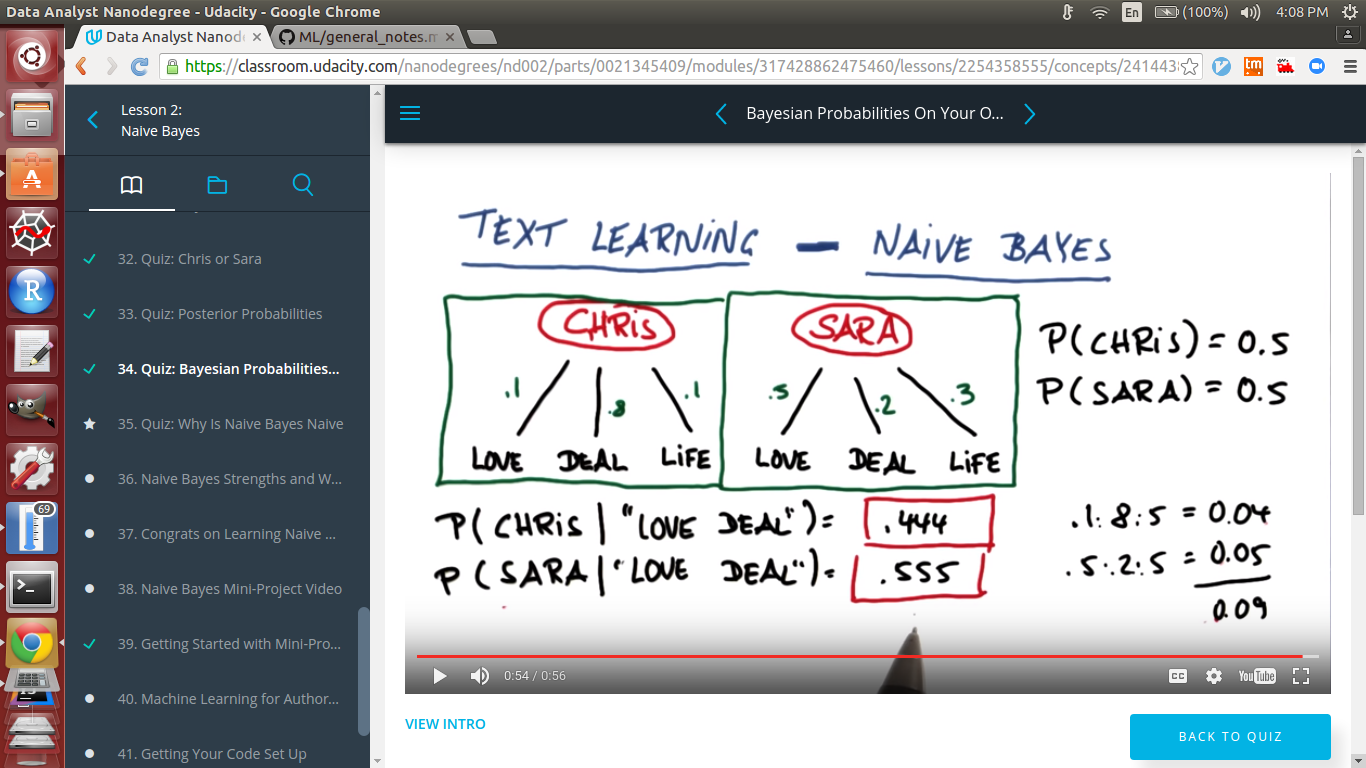 Data Analyst Nanodegree - Udacity - Google Chrome
En
(100%)
4:08 PM
Data Analyst Nanod
ML/general_notes.m
https://classroom.udacity.com/nanodegrees/nd002/parts/0021345409/modules/317428862475460/lessons/2254358555/concepts/241443
Lesson 2:
Naive Bayes
Bayesian Probabilities On Your O...
32. Quiz: Chris or Sara
33. Quiz: Posterior Probabilities
34. Quiz: Bayesian Probabilities...
35. Quiz: Why Is Naive Bayes Naive
36. Naive Bayes Strengths and W...
37. Congrats on Learning Naive ...
38. Naive Bayes Mini-Project Video
39. Getting Started with Mini-Pro...
40. Machine Learning for Author...
41. Getting Your Code Set Up
69
TEXT LEARNING - NAiVE BAYES
CHRiS
SARA
.1 .8 .1
.5 .2 .3
LOVE DEAL LiFE
LOVE DEAL LiFE
P(CHRiS) = 0.5
P(SARA) = 0.5
P(CHRiS | "LOVE DEAL") = .444
P(SARA | "LOVE DEAL") = .555
.1·8·5 = 0.04
.5·2·5 = 0.05
0.09
0:54 / 0:56
CC
YouTube
VIEW INTRO
BACK TO QUIZ